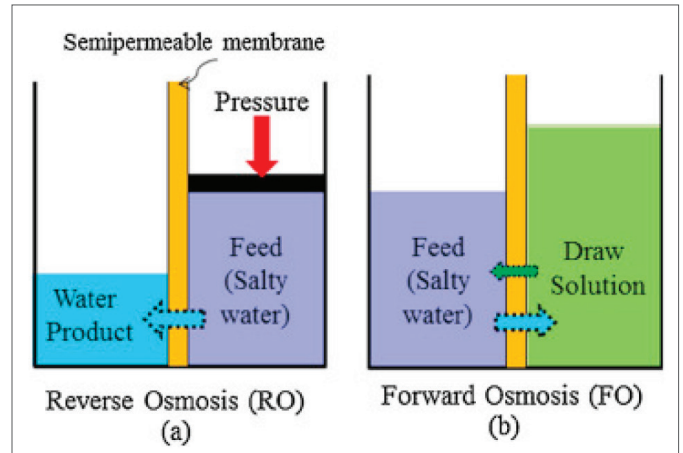 Semipermeable membrane
Pressure
Feed
(Salty
water)
Water
Product
Reverse Osmosis (RO)
(a)
Feed
(Salty
water)
Draw
Solution
Forward Osmosis (FO)
(b)